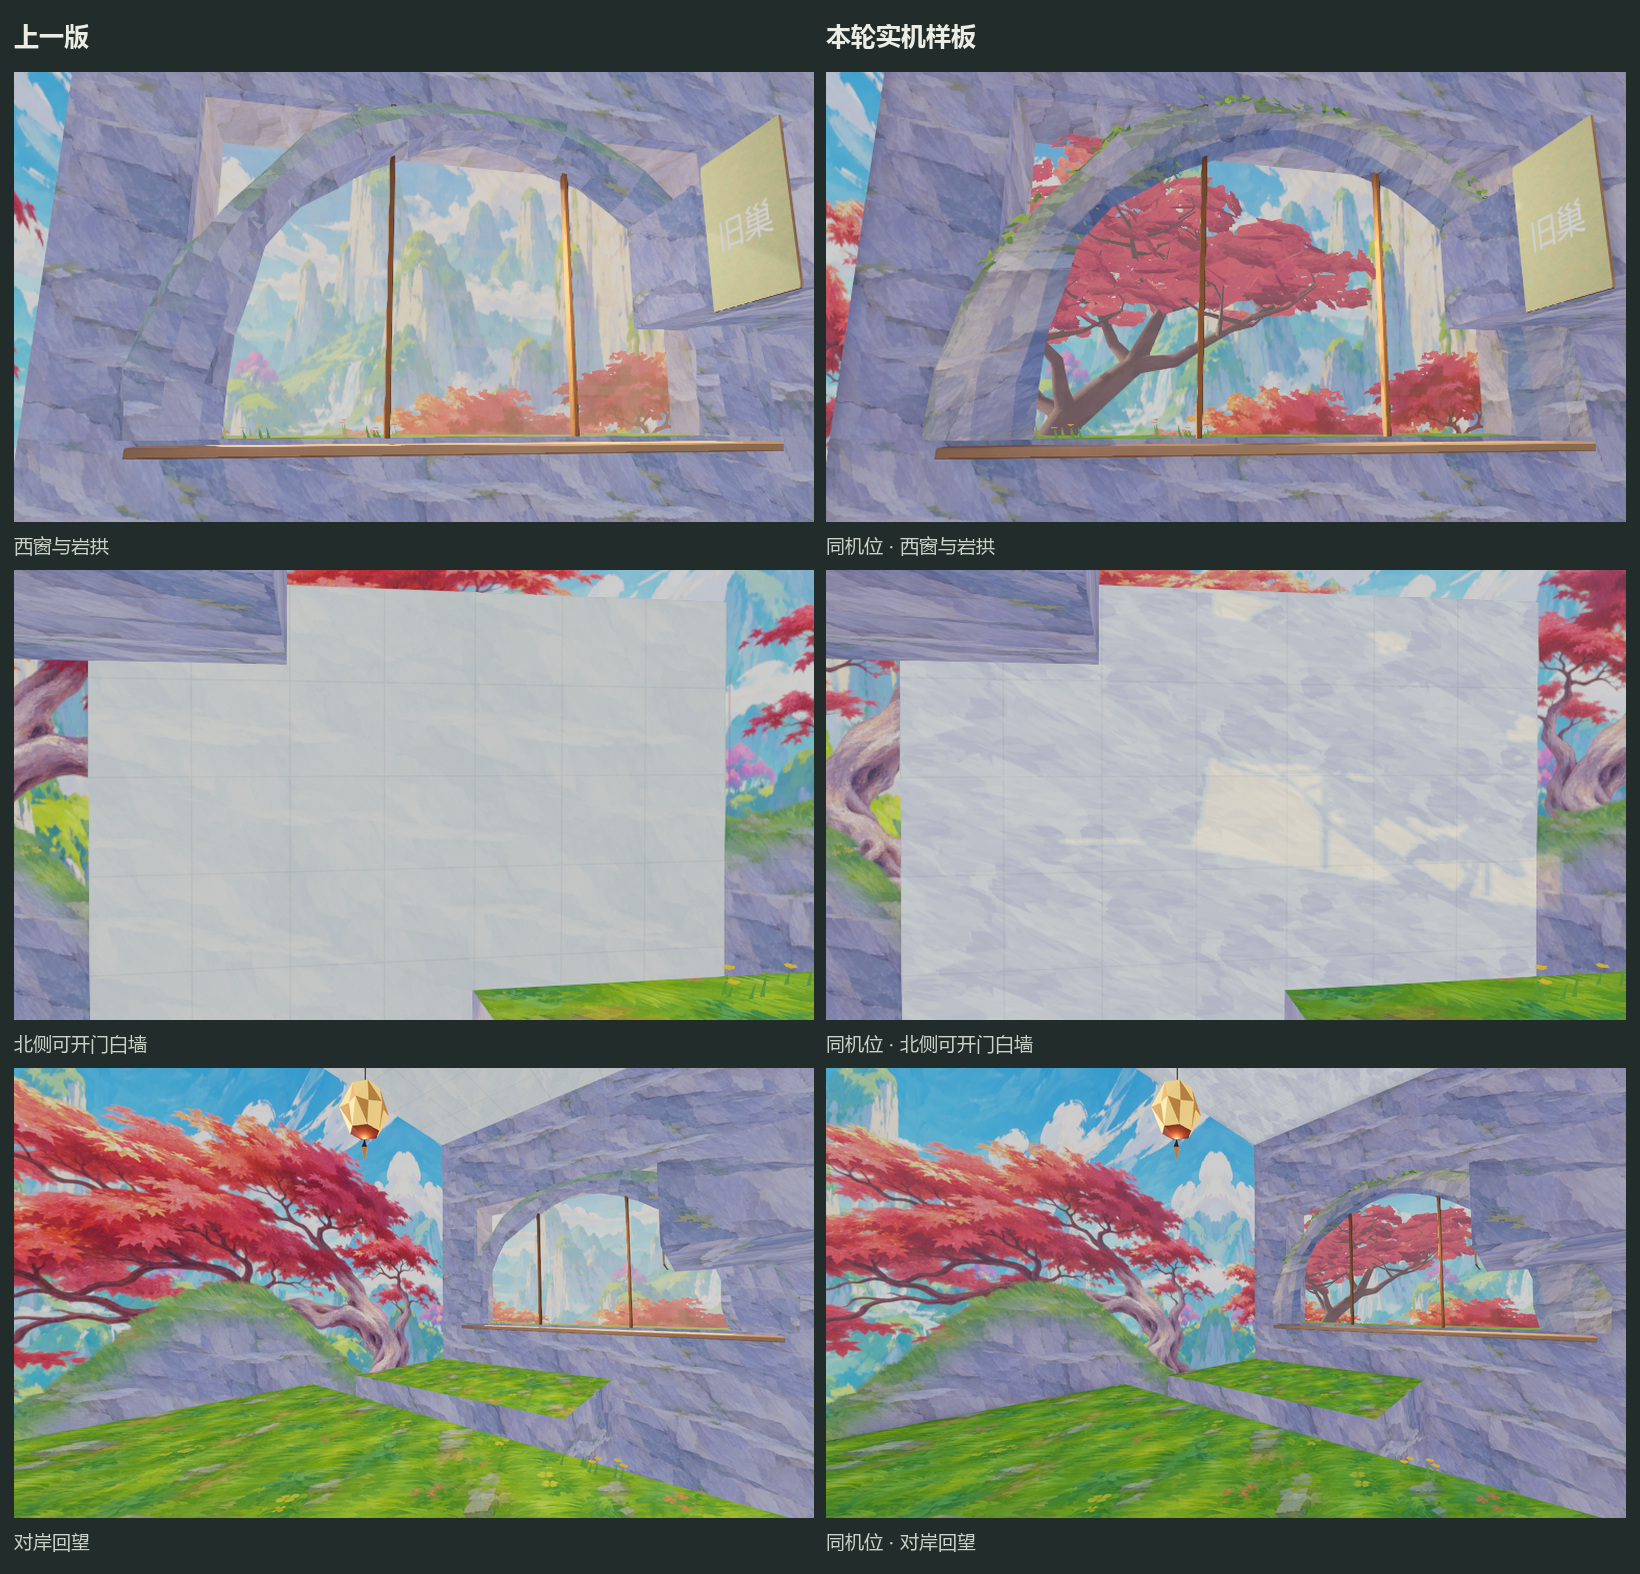 上一版
本轮实机样板
旧巢
旧巢
西窗与岩拱
同机位 · 西窗与岩拱
北侧可开门白墙
同机位 · 北侧可开门白墙
对岸回望
同机位 · 对岸回望